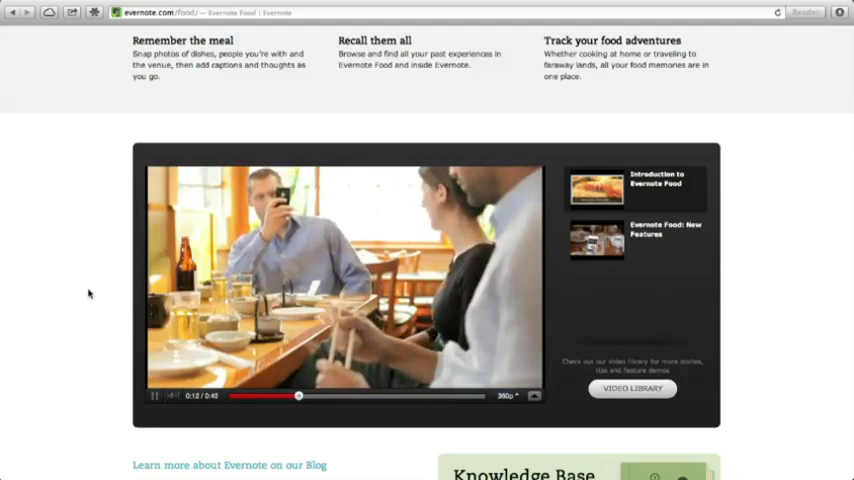 evernote.com/food/ — Evernote Food | Evernote
Reader
Remember the meal
Snap photos of dishes, people you're with and
the venue, then add captions and thoughts as
you go.
Recall them all
Browse and find all your past experiences in
Evernote Food and inside Evernote.
Track your food adventures
Whether cooking at home or traveling to
faraway lands, all your food memories are in
one place.
Introduction to
Evernote Food
Evernote Food: New
Features
Check out our video library for more stories,
tips and feature demos
VIDEO LIBRARY
0:12 / 0:45
360p
Learn more about Evernote on our Blog
Knowledge Base